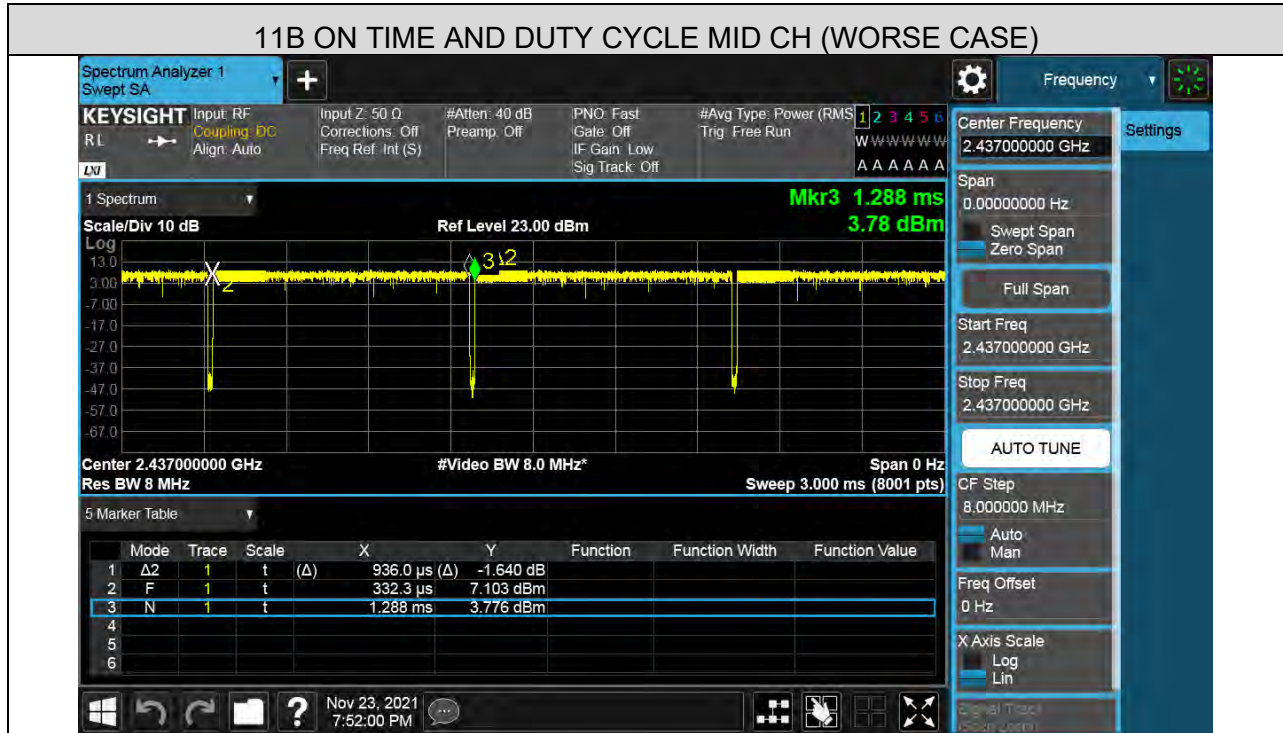 11B ON TIME AND DUTY CYCLE MID CH (WORSE CASE)
Spectrum Analyzer 1
Swept SA
+
Frequency
KEYSIGHT
RL
LXI
Input: RF
Coupling: DC
Align: Auto
Input Z: 50 Ω
Corrections: Off
Freq Ref: Int (S)
#Atten: 40 dB
Preamp: Off
PNO: Fast
Gate: Off
IF Gain: Low
Sig Track: Off
#Avg Type: Power (RMS
Trig: Free Run
1 2 3 4 5 6
W W W W W W
A A A A A A
Center Frequency
2.437000000 GHz
Settings
1 Spectrum
Mkr3 1.288 ms
3.78 dBm
Scale/Div 10 dB
Ref Level 23.00 dBm
Log
13.0
3.00
-7.00
-17.0
-27.0
-37.0
-47.0
-57.0
-67.0
X
2
3
2
Center 2.437000000 GHz
#Video BW 8.0 MHz*
Span 0 Hz
Res BW 8 MHz
Sweep 3.000 ms (8001 pts)
Span
0.00000000 Hz
Swept Span
Zero Span
Full Span
Start Freq
2.437000000 GHz
Stop Freq
2.437000000 GHz
AUTO TUNE
CF Step
8.000000 MHz
Auto
Man
Freq Offset
0 Hz
X Axis Scale
Log
Lin
5 Marker Table
Mode Trace Scale X Y Function Function Width Function Value
1 Δ2 1 t (Δ) 936.0 µs (Δ) -1.640 dB
2 F 1 t 332.3 µs 7.103 dBm
3 N 1 t 1.288 ms 3.776 dBm
4
5
6
?
Nov 23, 2021
7:52:00 PM